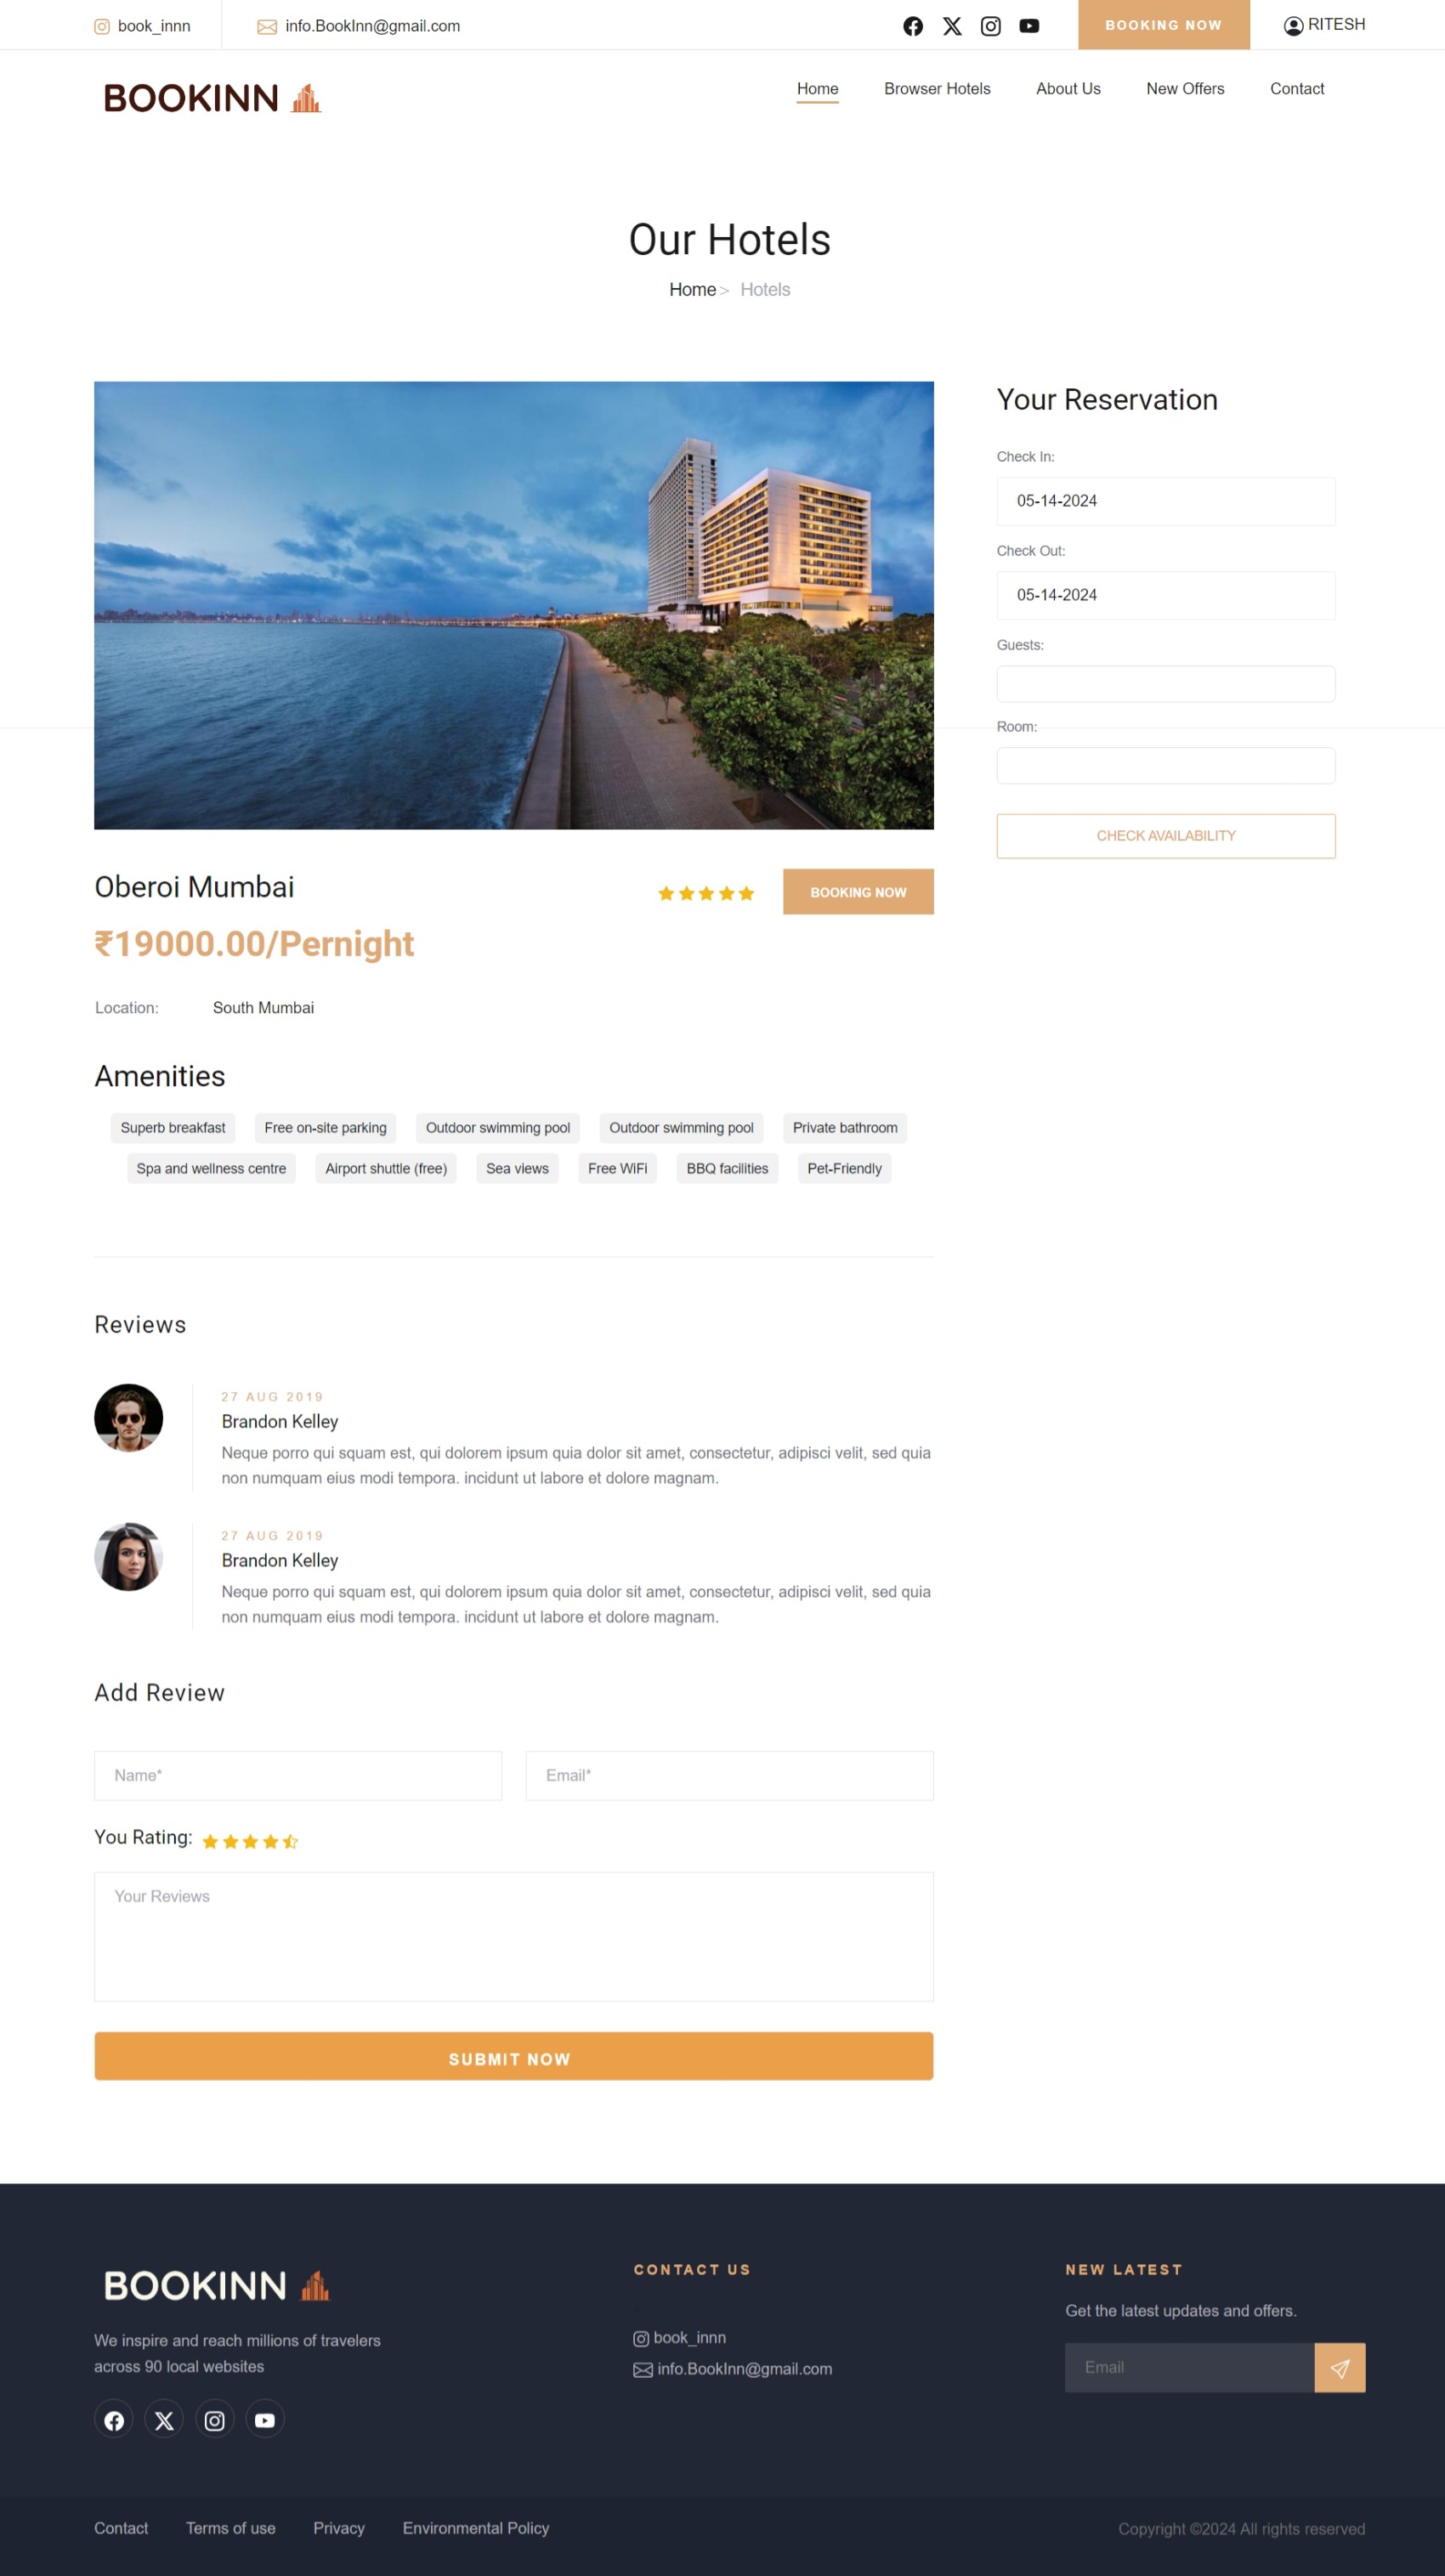 book_innn
info.BookInn@gmail.com
BOOKING NOW
RITESH
BOOKINN
Home
Browser Hotels
About Us
New Offers
Contact
Our Hotels
Home > Hotels
Your Reservation
Check In:
05-14-2024
Check Out:
05-14-2024
Guests:
Room:
CHECK AVAILABILITY
Oberoi Mumbai
BOOKING NOW
₹19000.00/Pernight
Location: South Mumbai
Amenities
Superb breakfast
Free on-site parking
Outdoor swimming pool
Outdoor swimming pool
Private bathroom
Spa and wellness centre
Airport shuttle (free)
Sea views
Free WiFi
BBQ facilities
Pet-Friendly
Reviews
27 AUG 2019
Brandon Kelley
Neque porro qui squam est, qui dolorem ipsum quia dolor sit amet, consectetur, adipisci velit, sed quia
non numquam eius modi tempora. incidunt ut labore et dolore magnam.
27 AUG 2019
Brandon Kelley
Neque porro qui squam est, qui dolorem ipsum quia dolor sit amet, consectetur, adipisci velit, sed quia
non numquam eius modi tempora. incidunt ut labore et dolore magnam.
Add Review
Name*
Email*
You Rating:
Your Reviews
SUBMIT NOW
BOOKINN
We inspire and reach millions of travelers
across 90 local websites
CONTACT US
book_innn
info.BookInn@gmail.com
NEW LATEST
Get the latest updates and offers.
Email
Contact
Terms of use
Privacy
Environmental Policy
Copyright ©2024 All rights reserved